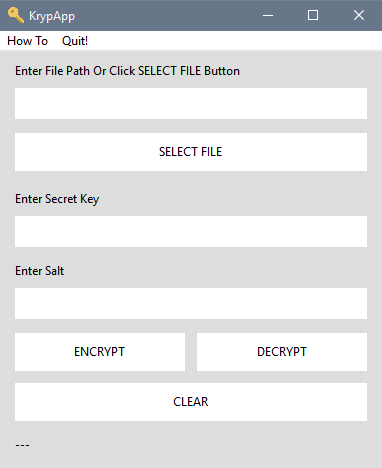 KrypApp
How To Quit!
Enter File Path Or Click SELECT FILE Button
SELECT FILE
Enter Secret Key
Enter Salt
ENCRYPT DECRYPT
CLEAR
---